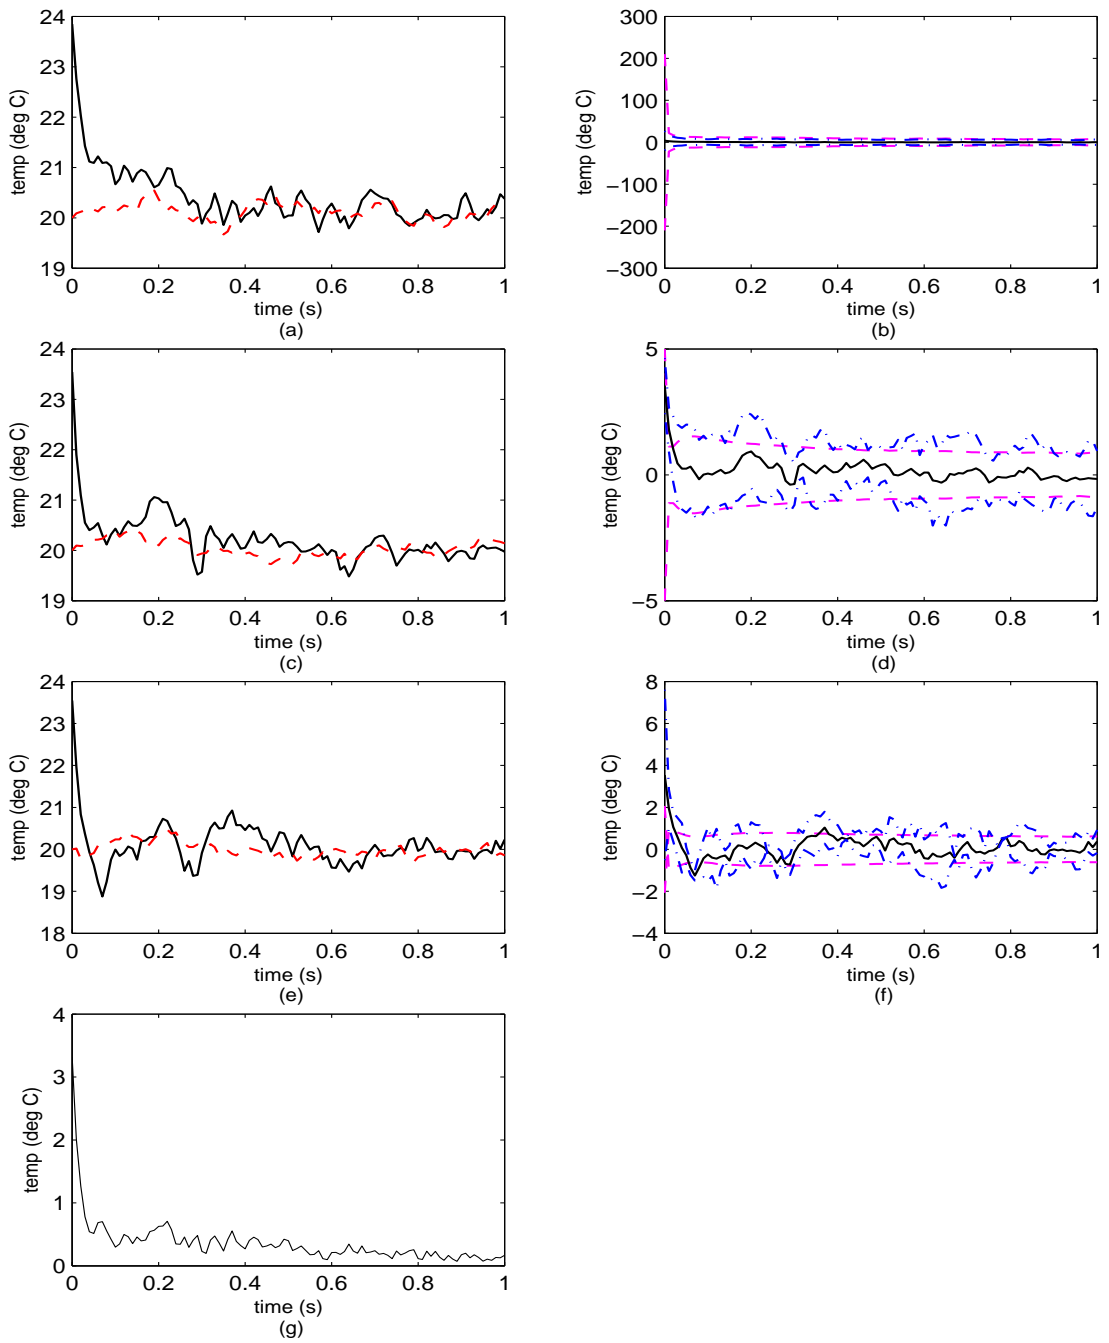 24
23
22
21
20
19
temp (deg C)
0 0.2 0.4 0.6 0.8 1
time (s)
(a)
300
200
100
0
−100
−200
−300
temp (deg C)
0 0.2 0.4 0.6 0.8 1
time (s)
(b)
24
23
22
21
20
19
temp (deg C)
0 0.2 0.4 0.6 0.8 1
time (s)
(c)
5
0
−5
temp (deg C)
0 0.2 0.4 0.6 0.8 1
time (s)
(d)
24
23
22
21
20
19
18
temp (deg C)
0 0.2 0.4 0.6 0.8 1
time (s)
(e)
8
6
4
2
0
−2
−4
temp (deg C)
0 0.2 0.4 0.6 0.8 1
time (s)
(f)
4
3
2
1
0
temp (deg C)
0 0.2 0.4 0.6 0.8 1
time (s)
(g)